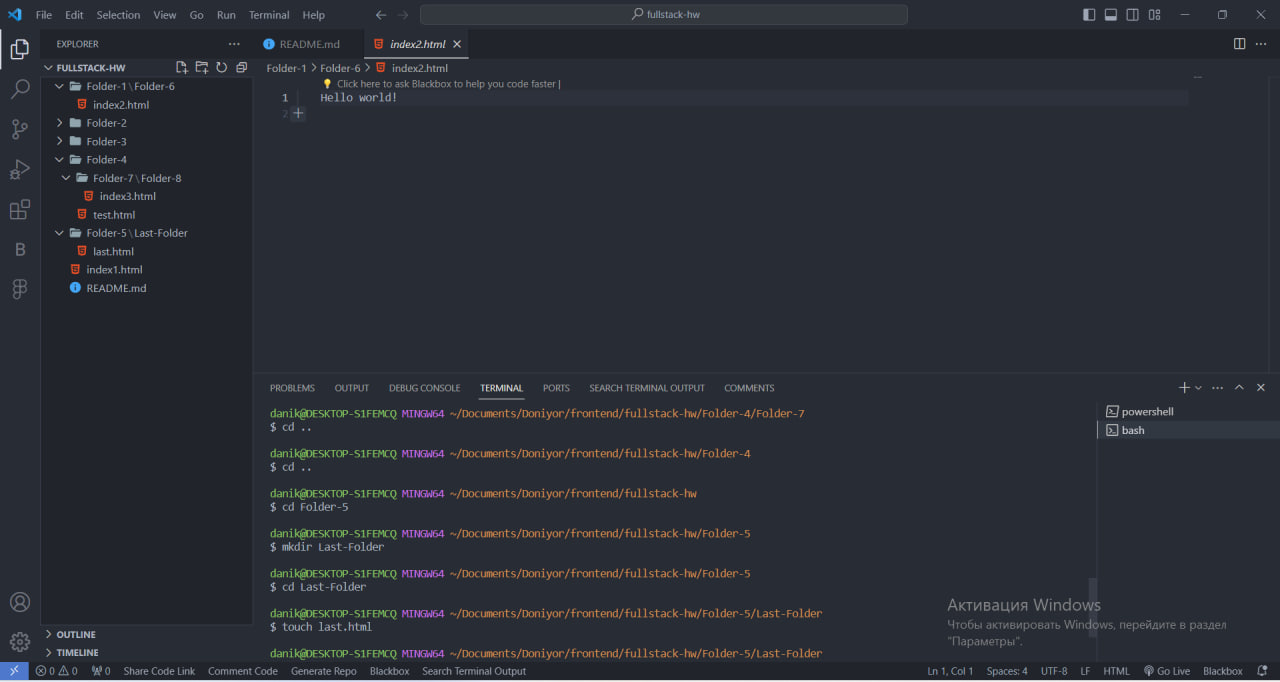 File Edit Selection View Go Run Terminal Help
fullstack-hw
EXPLORER
FULLSTACK-HW
Folder-1\Folder-6
index2.html
Folder-2
Folder-3
Folder-4
Folder-7\Folder-8
index3.html
test.html
Folder-5\Last-Folder
last.html
index1.html
README.md
OUTLINE
TIMELINE
README.md index2.html
Folder-1 > Folder-6 > index2.html
Click here to ask Blackbox to help you code faster |
1 Hello world!
2
PROBLEMS OUTPUT DEBUG CONSOLE TERMINAL PORTS SEARCH TERMINAL OUTPUT COMMENTS
danik@DESKTOP-S1FEMCQ MINGW64 ~/Documents/Doniyor/frontend/fullstack-hw/Folder-4/Folder-7
$ cd ..
danik@DESKTOP-S1FEMCQ MINGW64 ~/Documents/Doniyor/frontend/fullstack-hw/Folder-4
$ cd ..
danik@DESKTOP-S1FEMCQ MINGW64 ~/Documents/Doniyor/frontend/fullstack-hw
$ cd Folder-5
danik@DESKTOP-S1FEMCQ MINGW64 ~/Documents/Doniyor/frontend/fullstack-hw/Folder-5
$ mkdir Last-Folder
danik@DESKTOP-S1FEMCQ MINGW64 ~/Documents/Doniyor/frontend/fullstack-hw/Folder-5
$ cd Last-Folder
danik@DESKTOP-S1FEMCQ MINGW64 ~/Documents/Doniyor/frontend/fullstack-hw/Folder-5/Last-Folder
$ touch last.html
danik@DESKTOP-S1FEMCQ MINGW64 ~/Documents/Doniyor/frontend/fullstack-hw/Folder-5/Last-Folder
powershell
bash
Активация Windows
Чтобы активировать Windows, перейдите в раздел
"Параметры".
0 0 0 Share Code Link Comment Code Generate Repo Blackbox Search Terminal Output
Ln 1, Col 1 Spaces: 4 UTF-8 LF HTML Go Live Blackbox